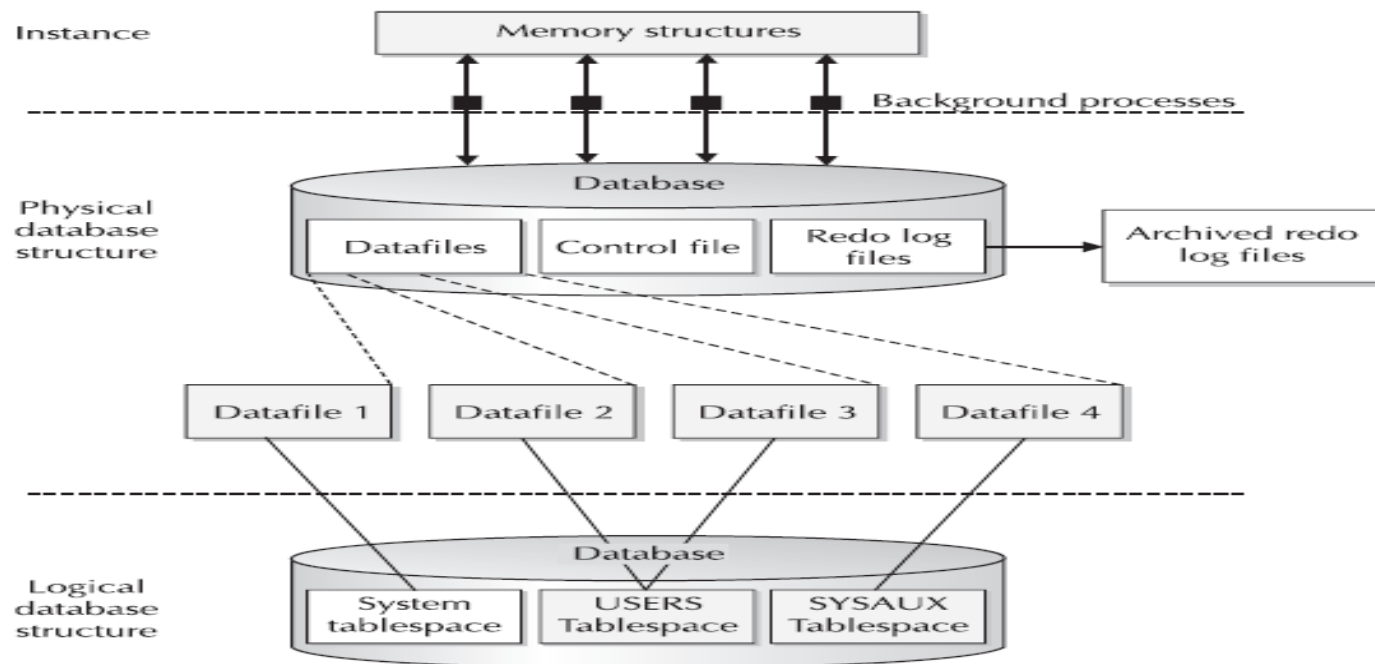 Instance
Memory structures
Background processes
Physical
database
structure
Database
Datafiles
Control file
Redo log
files
Archived redo
log files
Datafile 1
Datafile 2
Datafile 3
Datafile 4
Logical
database
structure
Database
System
tablespace
USERS
Tablespace
SYSAUX
Tablespace